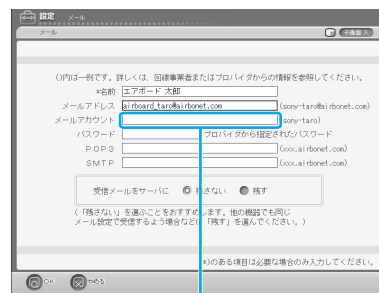 設定 メール
メール
子画面 入
()内は一例です。詳しくは、回線事業者またはプロバイダからの情報を参照してください。
*名前 エアボード 太郎
メールアドレス airboard_taro@airbonet.com (sony-taro@airbonet.com)
メールアカウント (sony-taro)
パスワード プロバイダから指定されたパスワード
POP3 (xxx.airbonet.com)
SMTP (xxx.airbonet.com)
受信メールをサーバに 残さない 残す
(「残さない」を選ぶことをおすすめします。他の機器でも同じ
メール設定で受信するよう場合など(「残す」を選んでください。)
*)のある項目は必要な場合のみ入力してください。
OK やめる